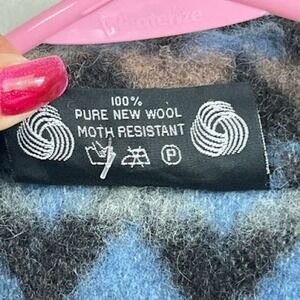 100%
PURE NEW WOOL
MOTH RESISTANT
P